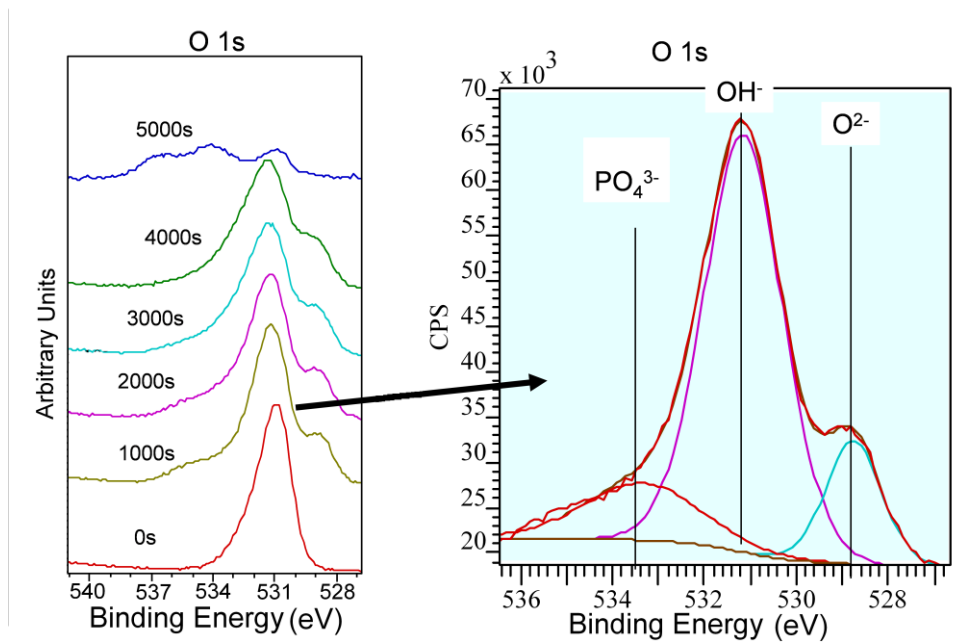 O 1s
5000s
4000s
3000s
2000s
1000s
0s
Arbitrary Units
540 537 534 531 528
Binding Energy (eV)
O 1s
x 10³
OH⁻
O²⁻
PO₄³⁻
70
65
60
55
50
45
40
35
30
25
20
CPS
536 534 532 530 528
Binding Energy (eV)